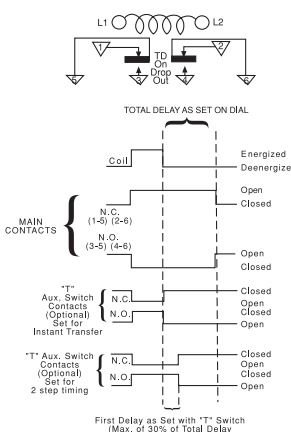 L1 L2
1 2
TD
On
Drop
Out
5 3 4 6
TOTAL DELAY AS SET ON DIAL
Coil
Energized
Deenergize
MAIN
CONTACTS
N.C.
(1-5) (2-6)
Open
Closed
N.O.
(3-5) (4-6)
Open
Closed
"T"
Aux. Switch
Contacts
(Optional)
Set for
Instant Transfer
N.C.
N.O.
Closed
Open
Closed
Open
"T" Aux. Switch
Contacts
(Optional)
Set for
2 step timing
N.C.
N.O.
Closed
Open
Closed
Open
First Delay as Set with "T" Switch
(Max. of 30% of Total Delay